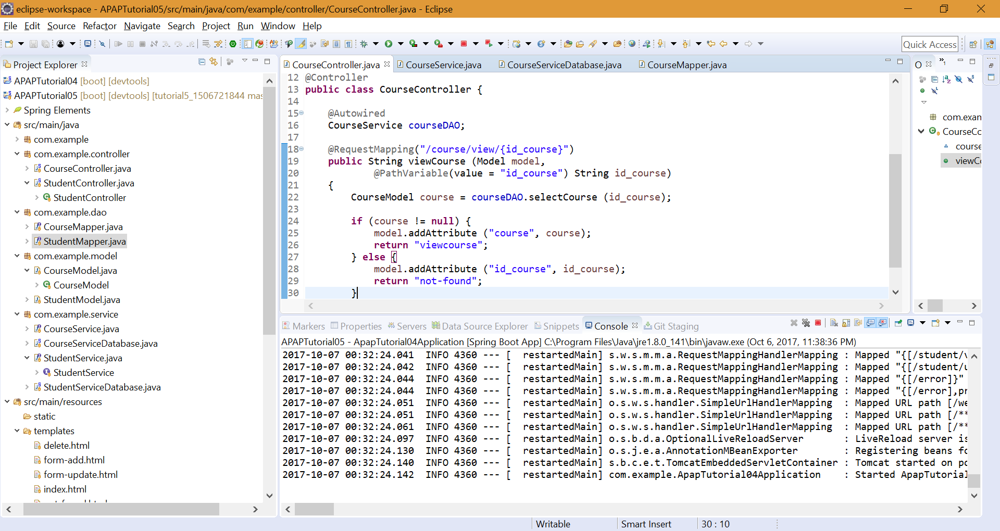 eclipse-workspace - APAPTutorial05/src/main/java/com/example/controller/CourseController.java - Eclipse
File Edit Source Refactor Navigate Search Project Run Window Help
Quick Access
Project Explorer
APAPTutorial04 [boot] [devtools]
APAPTutorial05 [boot] [devtools] [tutorial5_1506721844 mas
Spring Elements
src/main/java
com.example
com.example.controller
CourseController.java
StudentController.java
StudentController
com.example.dao
CourseMapper.java
StudentMapper.java
com.example.model
CourseModel.java
CourseModel
StudentModel.java
com.example.service
CourseService.java
CourseServiceDatabase.java
StudentService.java
StudentService
StudentServiceDatabase.java
src/main/resources
static
templates
delete.html
form-add.html
form-update.html
index.html
CourseController.java CourseService.java CourseServiceDatabase.java CourseMapper.java
12 @Controller
13 public class CourseController {
14
15 @Autowired
16 CourseService courseDAO;
17
18 @RequestMapping("/course/view/{id_course}")
19 public String viewCourse (Model model,
20 @PathVariable(value = "id_course") String id_course)
21 {
22 CourseModel course = courseDAO.selectCourse (id_course);
23
24 if (course != null) {
25 model.addAttribute ("course", course);
26 return "viewcourse";
27 } else {
28 model.addAttribute ("id_course", id_course);
29 return "not-found";
30 }
O
1
com.exan
CourseCo
course
viewCo
Markers Properties Servers Data Source Explorer Snippets Console Git Staging
APAPTutorial05 - ApapTutorial04Application [Spring Boot App] C:\Program Files\Java\jre1.8.0_141\bin\javaw.exe (Oct 6, 2017, 11:38:36 PM)
2017-10-07 00:32:24.041 INFO 4360 --- [ restartedMain] s.w.s.m.m.a.RequestMappingHandlerMapping : Mapped "{[/student/v
2017-10-07 00:32:24.042 INFO 4360 --- [ restartedMain] s.w.s.m.m.a.RequestMappingHandlerMapping : Mapped "{[/student/u
2017-10-07 00:32:24.044 INFO 4360 --- [ restartedMain] s.w.s.m.m.a.RequestMappingHandlerMapping : Mapped "{[/error]}"
2017-10-07 00:32:24.044 INFO 4360 --- [ restartedMain] s.w.s.m.m.a.RequestMappingHandlerMapping : Mapped "{[/error],pr
2017-10-07 00:32:24.051 INFO 4360 --- [ restartedMain] o.s.w.s.handler.SimpleUrlHandlerMapping : Mapped URL path [/we
2017-10-07 00:32:24.051 INFO 4360 --- [ restartedMain] o.s.w.s.handler.SimpleUrlHandlerMapping : Mapped URL path [/**
2017-10-07 00:32:24.061 INFO 4360 --- [ restartedMain] o.s.w.s.handler.SimpleUrlHandlerMapping : Mapped URL path [/**
2017-10-07 00:32:24.097 INFO 4360 --- [ restartedMain] o.s.b.d.a.OptionalLiveReloadServer : LiveReload server is
2017-10-07 00:32:24.130 INFO 4360 --- [ restartedMain] o.s.j.e.a.AnnotationMBeanExporter : Registering beans fo
2017-10-07 00:32:24.140 INFO 4360 --- [ restartedMain] s.b.c.e.t.TomcatEmbeddedServletContainer : Tomcat started on po
2017-10-07 00:32:24.142 INFO 4360 --- [ restartedMain] com.example.ApapTutorial04Application : Started ApapTutorial
Writable Smart Insert 30 : 10